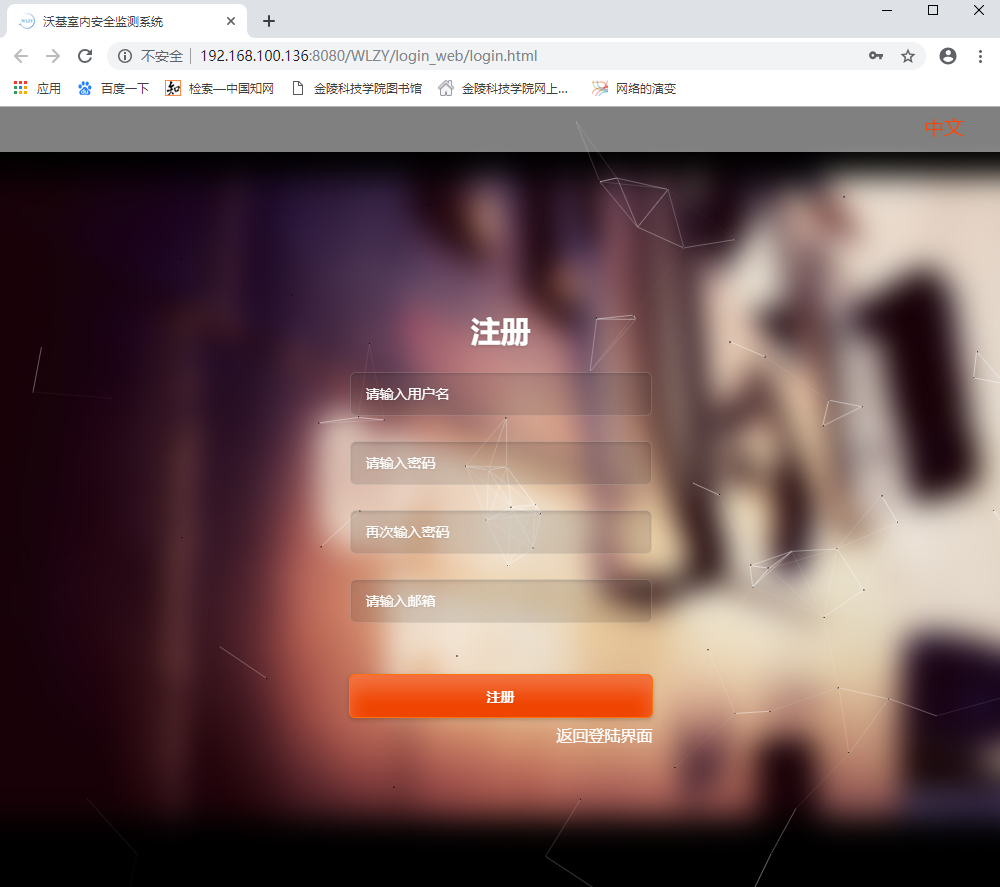 沃基室内安全监测系统
不安全 192.168.100.136:8080/WLZY/login_web/login.html
应用 百度一下 检索—中国知网 金陵科技学院图书馆 金陵科技学院网上... 网络的演变
中文
注册
请输入用户名
请输入密码
再次输入密码
请输入邮箱
注册
返回登陆界面